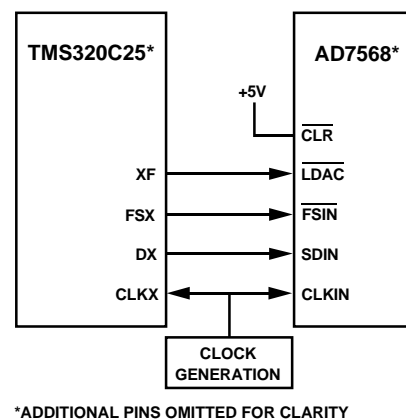 TMS320C25*
AD7568*
+5V
CLR
XF
LDAC
FSX
FSIN
DX
SDIN
CLKX
CLKIN
CLOCK
GENERATION
*ADDITIONAL PINS OMITTED FOR CLARITY